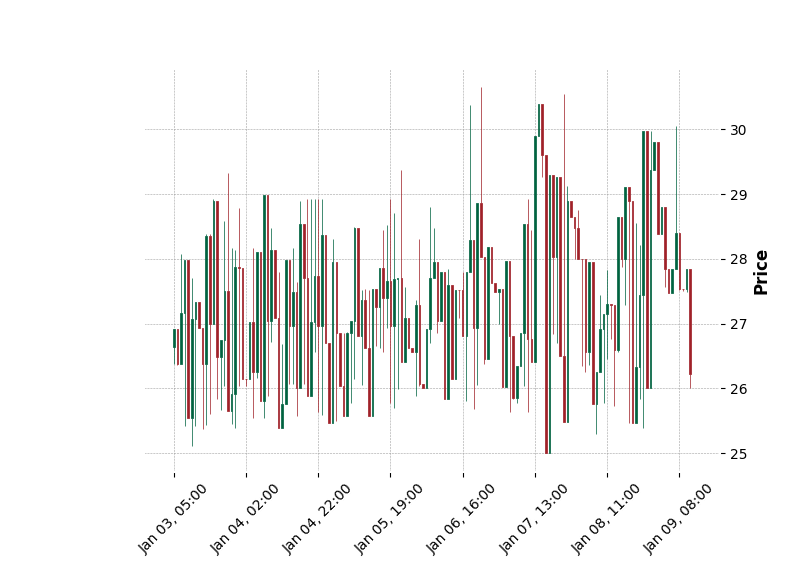 30
29
28
27
26
25
Price
Jan 03, 05:00
Jan 04, 02:00
Jan 04, 22:00
Jan 05, 19:00
Jan 06, 16:00
Jan 07, 13:00
Jan 08, 11:00
Jan 09, 08:00